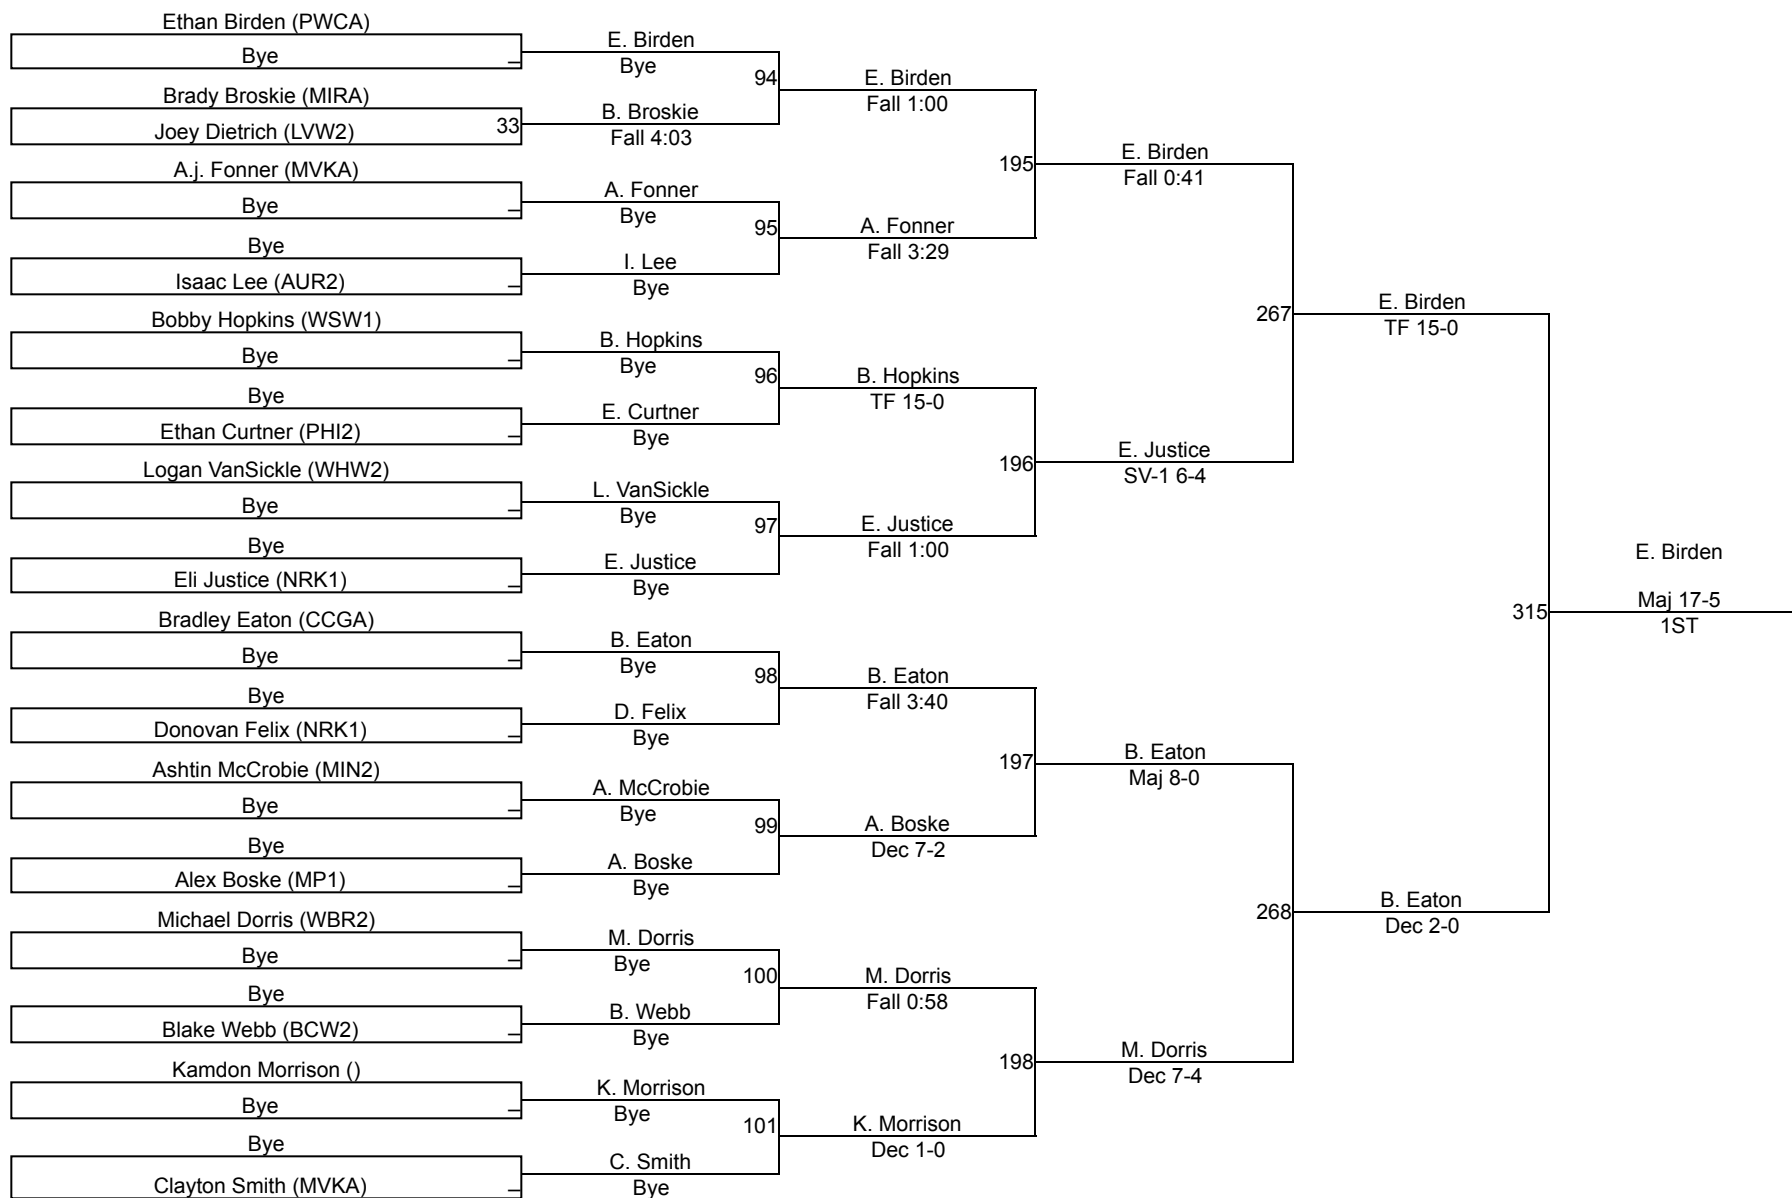 Ethan Birden (PWCA)
Bye
_
Brady Broskie (MIRA)
Joey Dietrich (LVW2)
33
A.j. Fonner (MVKA)
Bye
_
Bye
Isaac Lee (AUR2)
_
Bobby Hopkins (WSW1)
Bye
_
Bye
Ethan Curtner (PHI2)
_
Logan VanSickle (WHW2)
Bye
_
Bye
Eli Justice (NRK1)
_
Bradley Eaton (CCGA)
Bye
_
Bye
Donovan Felix (NRK1)
_
Ashtin McCrobie (MIN2)
Bye
_
Bye
Alex Boske (MP1)
_
Michael Dorris (WBR2)
Bye
_
Bye
Blake Webb (BCW2)
_
Kamdon Morrison ()
Bye
_
Bye
Clayton Smith (MVKA)
_
E. Birden
Bye
94
B. Broskie
Fall 4:03
A. Fonner
Bye
95
I. Lee
Bye
B. Hopkins
Bye
96
E. Curtner
Bye
L. VanSickle
Bye
97
E. Justice
Bye
B. Eaton
Bye
98
D. Felix
Bye
A. McCrobie
Bye
99
A. Boske
Bye
M. Dorris
Bye
100
B. Webb
Bye
K. Morrison
Bye
101
C. Smith
Bye
E. Birden
Fall 1:00
195
A. Fonner
Fall 3:29
B. Hopkins
TF 15-0
196
E. Justice
Fall 1:00
B. Eaton
Fall 3:40
197
A. Boske
Dec 7-2
M. Dorris
Fall 0:58
198
K. Morrison
Dec 1-0
E. Birden
Fall 0:41
267
E. Justice
SV-1 6-4
B. Eaton
Maj 8-0
268
M. Dorris
Dec 7-4
E. Birden
TF 15-0
315
B. Eaton
Dec 2-0
E. Birden
Maj 17-5
1ST